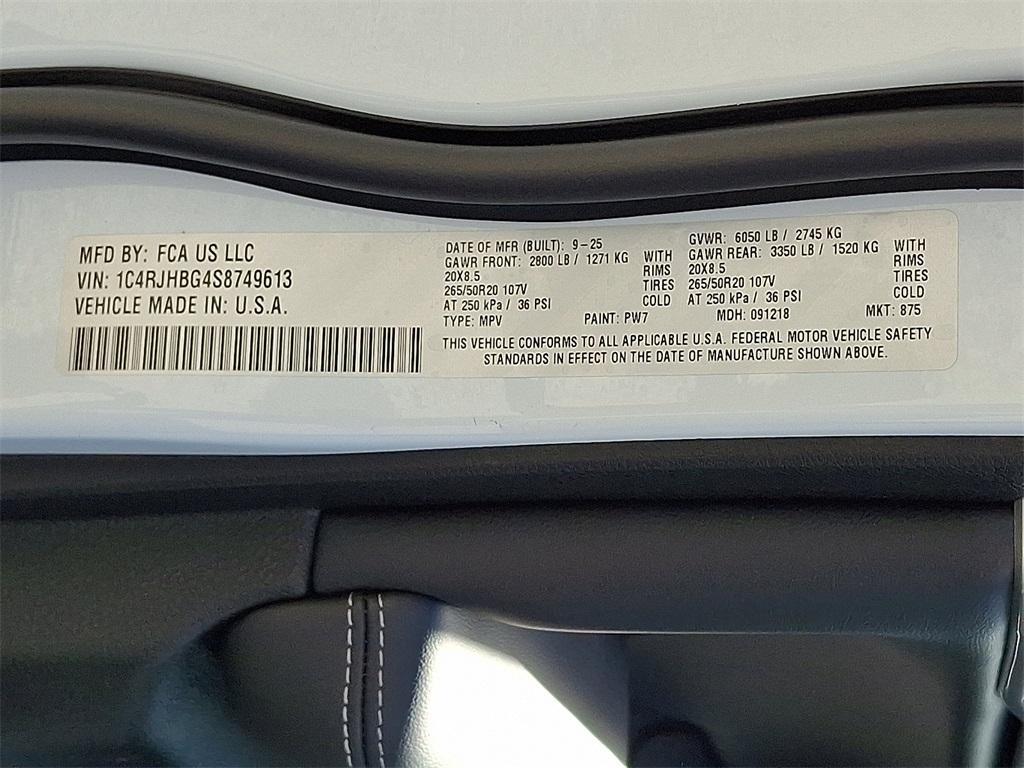 MFD BY: FCA US LLC
VIN: 1C4RJHBG4S8749613
VEHICLE MADE IN: U.S.A.
DATE OF MFR (BUILT): 9-25
GAWR FRONT: 2800 LB / 1271 KG WITH
20X8.5 RIMS
265/50R20 107V TIRES
AT 250 kPa / 36 PSI COLD
GVWR: 6050 LB / 2745 KG
GAWR REAR: 3350 LB / 1520 KG WITH
20X8.5 RIMS
265/50R20 107V TIRES
AT 250 kPa / 36 PSI COLD
TYPE: MPV PAINT: PW7 MDH: 091218 MKT: 875
THIS VEHICLE CONFORMS TO ALL APPLICABLE U.S.A. FEDERAL MOTOR VEHICLE SAFETY
STANDARDS IN EFFECT ON THE DATE OF MANUFACTURE SHOWN ABOVE.